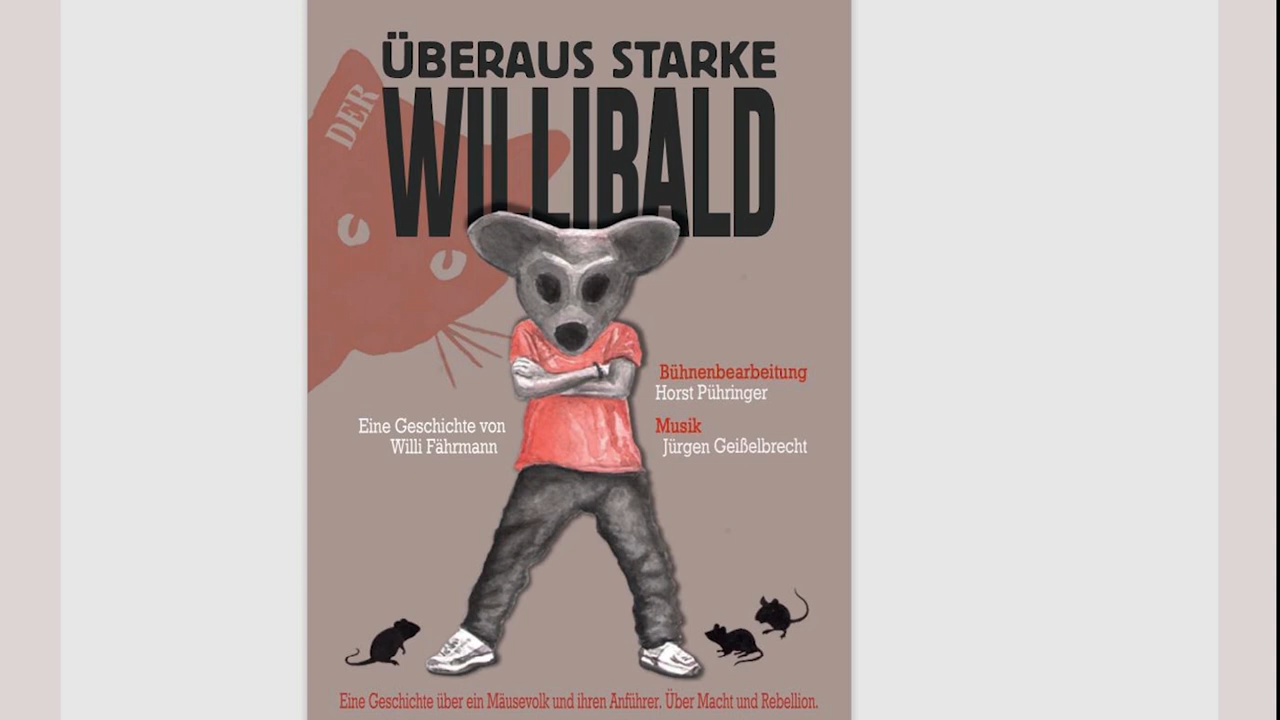 DER
ÜBERAUS STARKE
WILLIBALD
Bühnenbearbeitung
Horst Pühringer
Eine Geschichte von
Willi Fährmann
Musik
Jürgen Geißelbrecht
Eine Geschichte über ein Mäusevolk und ihren Anführer. Über Macht und Rebellion.